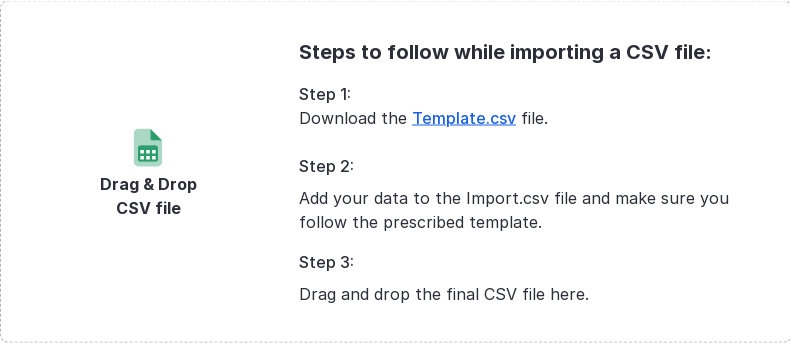 Drag & Drop
CSV file
Steps to follow while importing a CSV file:
Step 1:
Download the Template.csv file.
Step 2:
Add your data to the Import.csv file and make sure you
follow the prescribed template.
Step 3:
Drag and drop the final CSV file here.